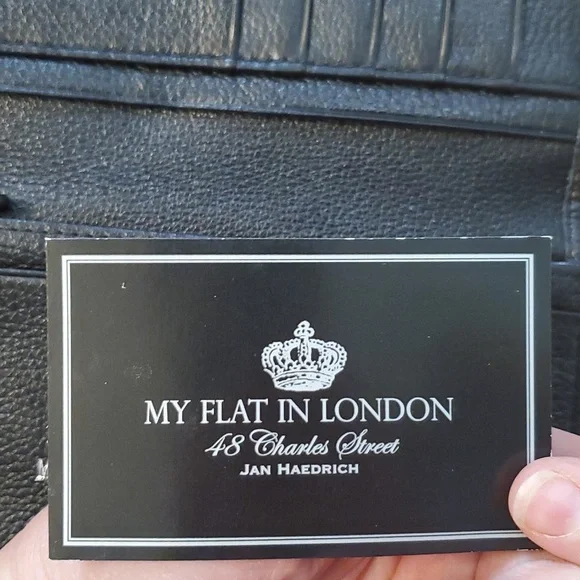 MY FLAT IN LONDON
48 Charles Street
JAN HAEDRICH